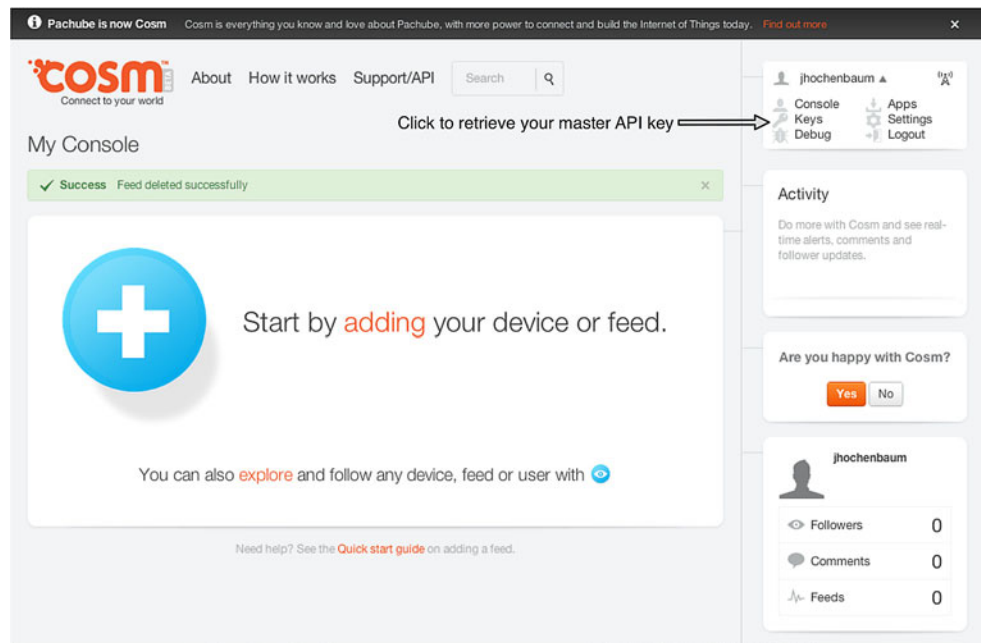 Pachube is now Cosm Cosm is everything you know and love about Pachube, with more power to connect and build the Internet of Things today. Find out more ×
COSM™
Connect to your world
About How it works Support/API Search
jhochenbaum ▲
Console Apps
Keys Settings
Debug Logout
Click to retrieve your master API key
My Console
Success Feed deleted successfully ×
Start by adding your device or feed.
You can also explore and follow any device, feed or user with
Need help? See the Quick start guide on adding a feed.
Activity
Do more with Cosm and see real-
time alerts, comments and
follower updates.
Are you happy with Cosm?
Yes No
jhochenbaum
Followers 0
Comments 0
Feeds 0